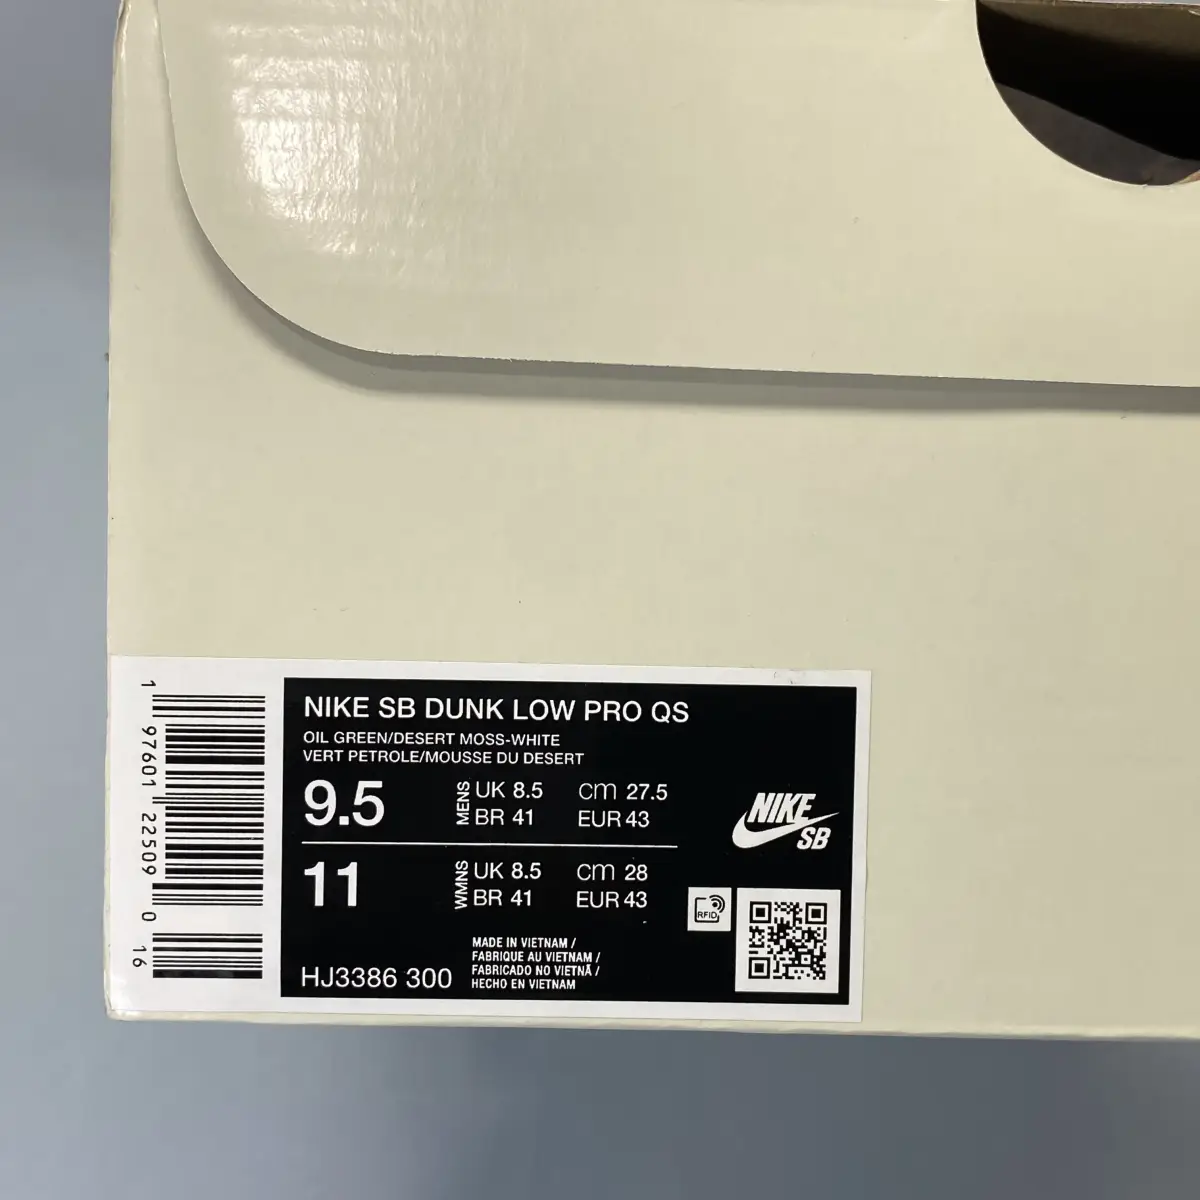 NIKE SB DUNK LOW PRO QS
OIL GREEN/DESERT MOSS-WHITE
VERT PETROLE/MOUSSE DU DESERT
9.5 MENS UK 8.5 cm 27.5
BR 41 EUR 43
11 WMNS UK 8.5 cm 28
BR 41 EUR 43
NIKE
SB
RFID
MADE IN VIETNAM /
FABRIQUE AU VIETNAM /
FABRICADO NO VIETNÃ /
HECHO EN VIETNAM
HJ3386 300
1 97601 22509 0 16